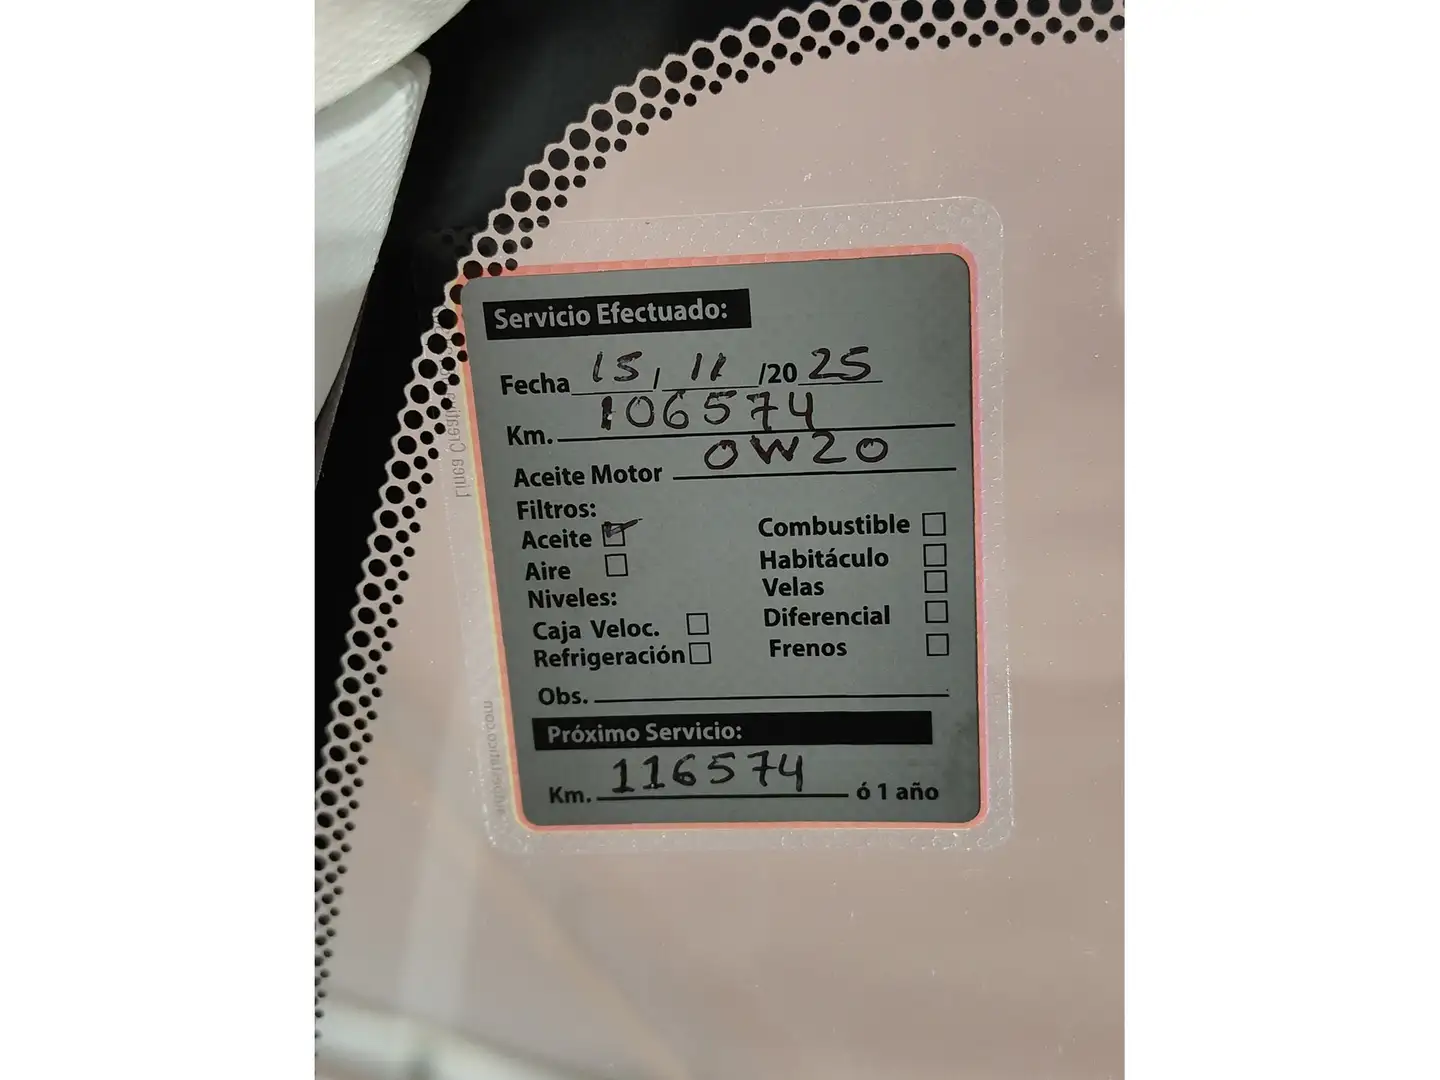 Servicio Efectuado:
Fecha 15/11/2025
Km. 106574
Aceite Motor 0W20
Filtros:
Aceite ☑
Aire ☐
Niveles:
Caja Veloc. ☐
Refrigeración ☐
Combustible ☐
Habitáculo ☐
Velas ☐
Diferencial ☐
Frenos ☐
Obs.
Próximo Servicio:
Km. 116574 ó 1 año